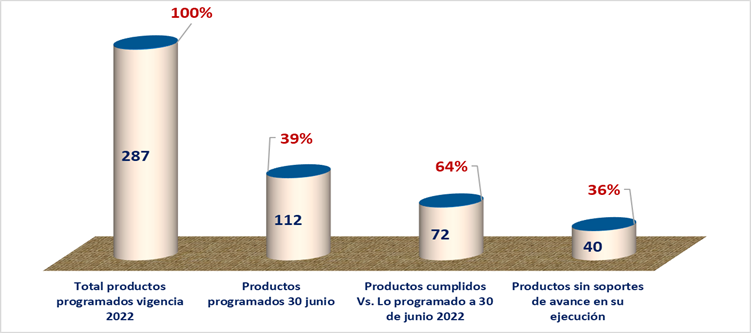 100%
39%
64%
36%
287
112
72
40
Total productos
programados vigencia
2022
Productos
programados 30 junio
Productos cumplidos
Vs. Lo programado a 30
de junio 2022
Productos sin soportes
de avance en su
ejecución